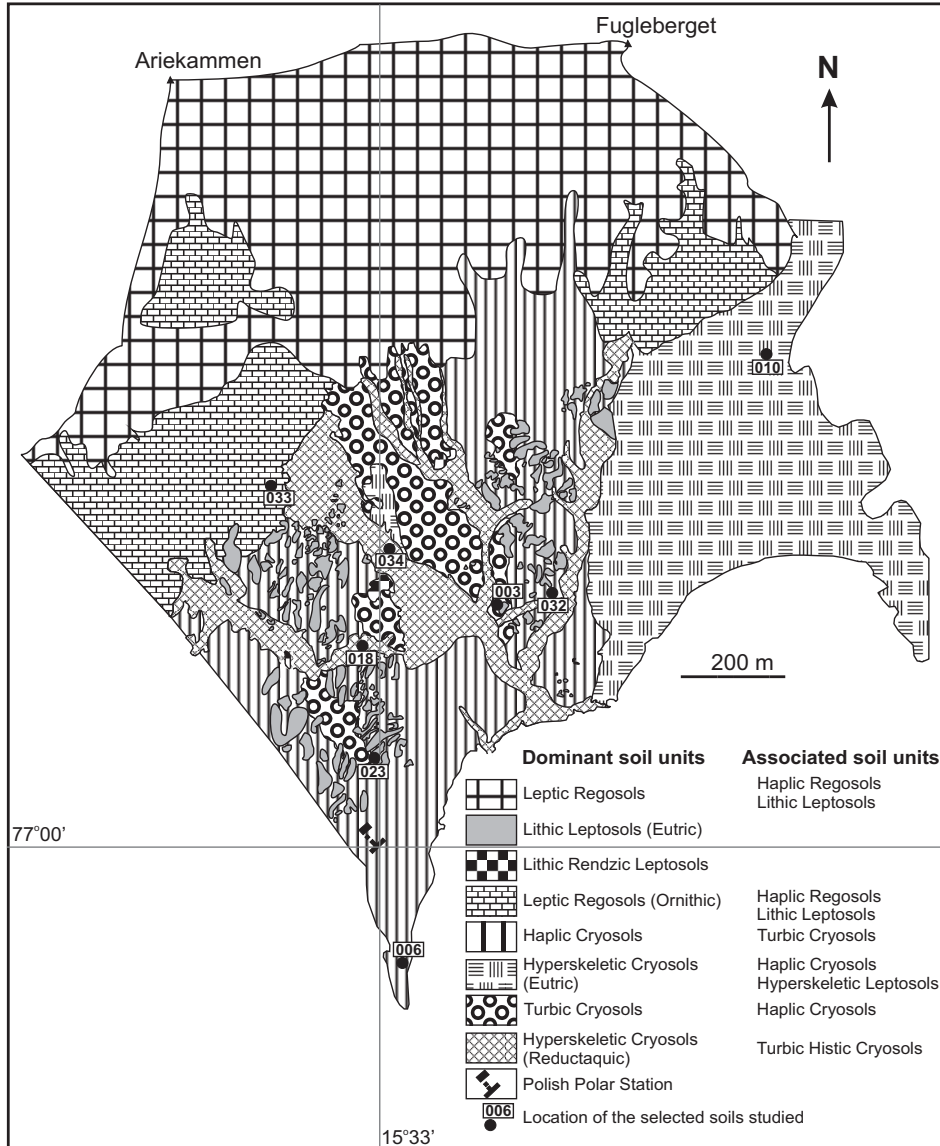 Fugleberget
Ariekammen
N
010
033
034
003
032
018
200 m
023
77°00'
006
15°33'
Dominant soil units Associated soil units
Leptic Regosols Haplic Regosols
Lithic Leptosols
Lithic Leptosols (Eutric)
Lithic Rendzic Leptosols
Leptic Regosols (Ornithic) Haplic Regosols
Lithic Leptosols
Haplic Cryosols Turbic Cryosols
Hyperskeletic Cryosols Haplic Cryosols
(Eutric) Hyperskeletic Leptosols
Turbic Cryosols Haplic Cryosols
Hyperskeletic Cryosols
(Reductaquic) Turbic Histic Cryosols
Polish Polar Station
006 Location of the selected soils studied